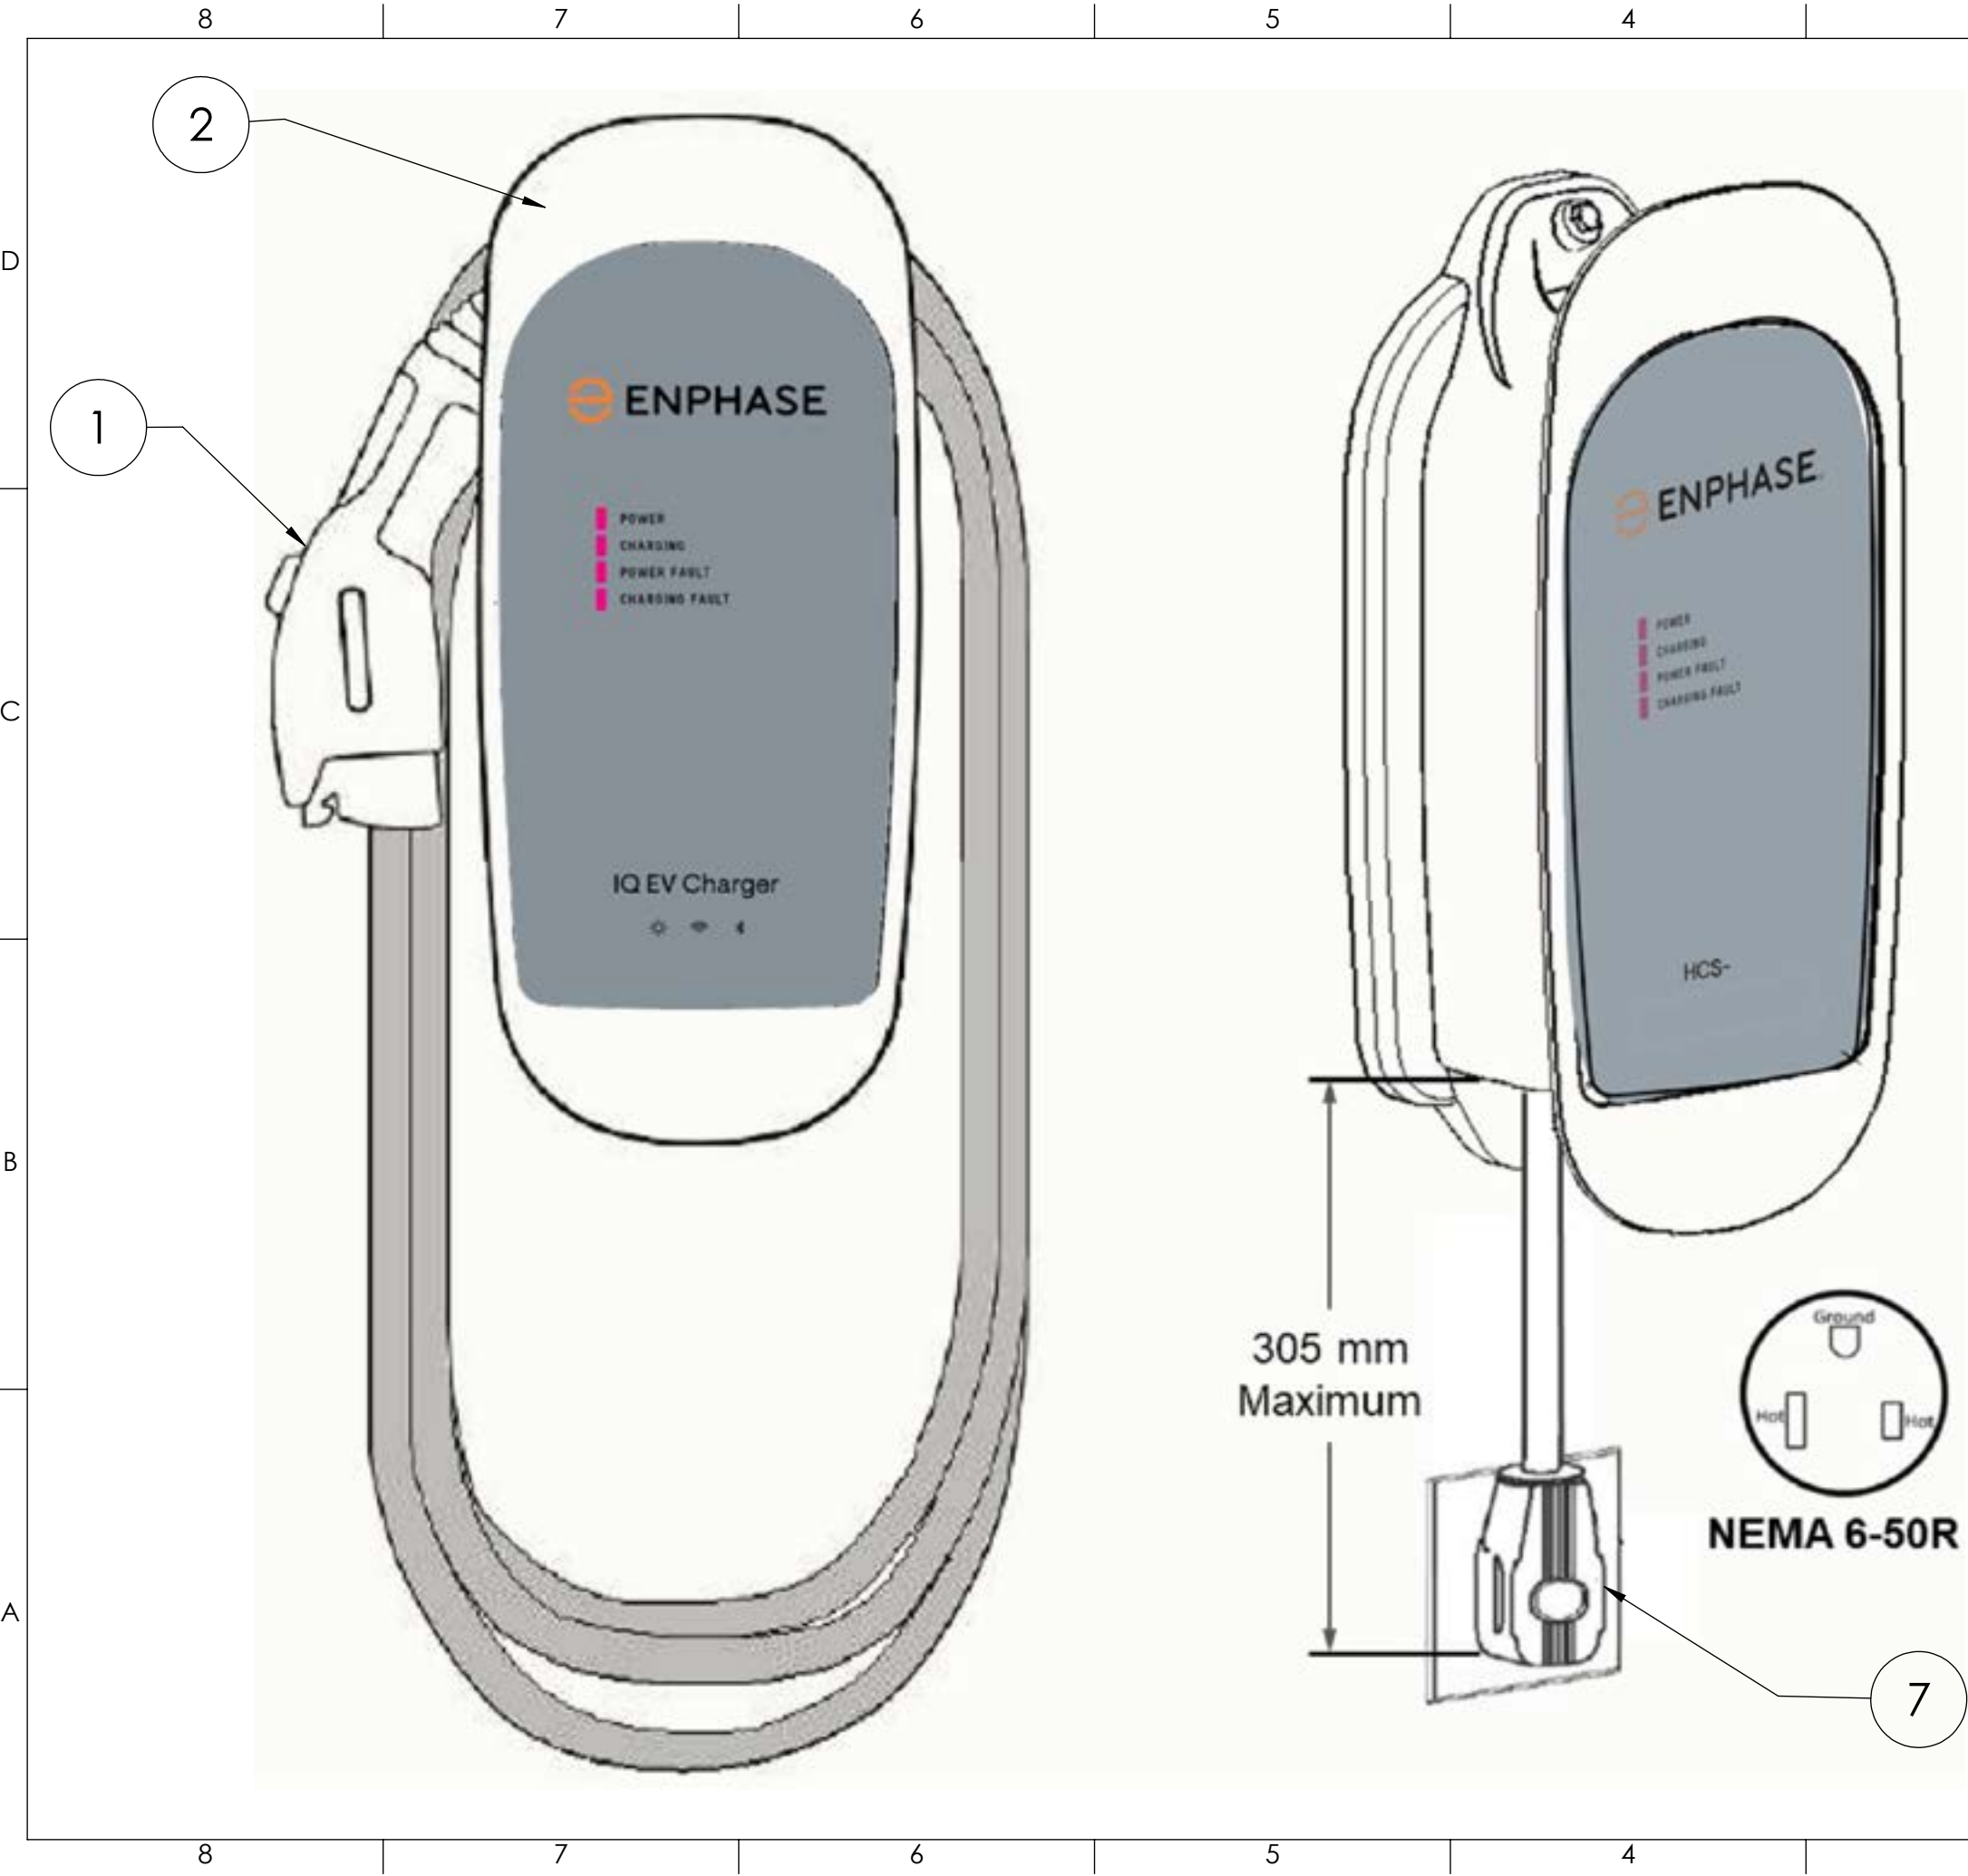 8 7 6 5 4
2
D
1
ENPHASE
POWER
CHARGING
POWER FAULT
CHARGING FAULT
ENPHASE
POWER
CHARGING
POWER FAULT
CHARGING FAULT
C
IQ EV Charger
HCS-
B
305 mm
Maximum
Ground
Hot
Hot
NEMA 6-50R
A
7
8 7 6 5 4